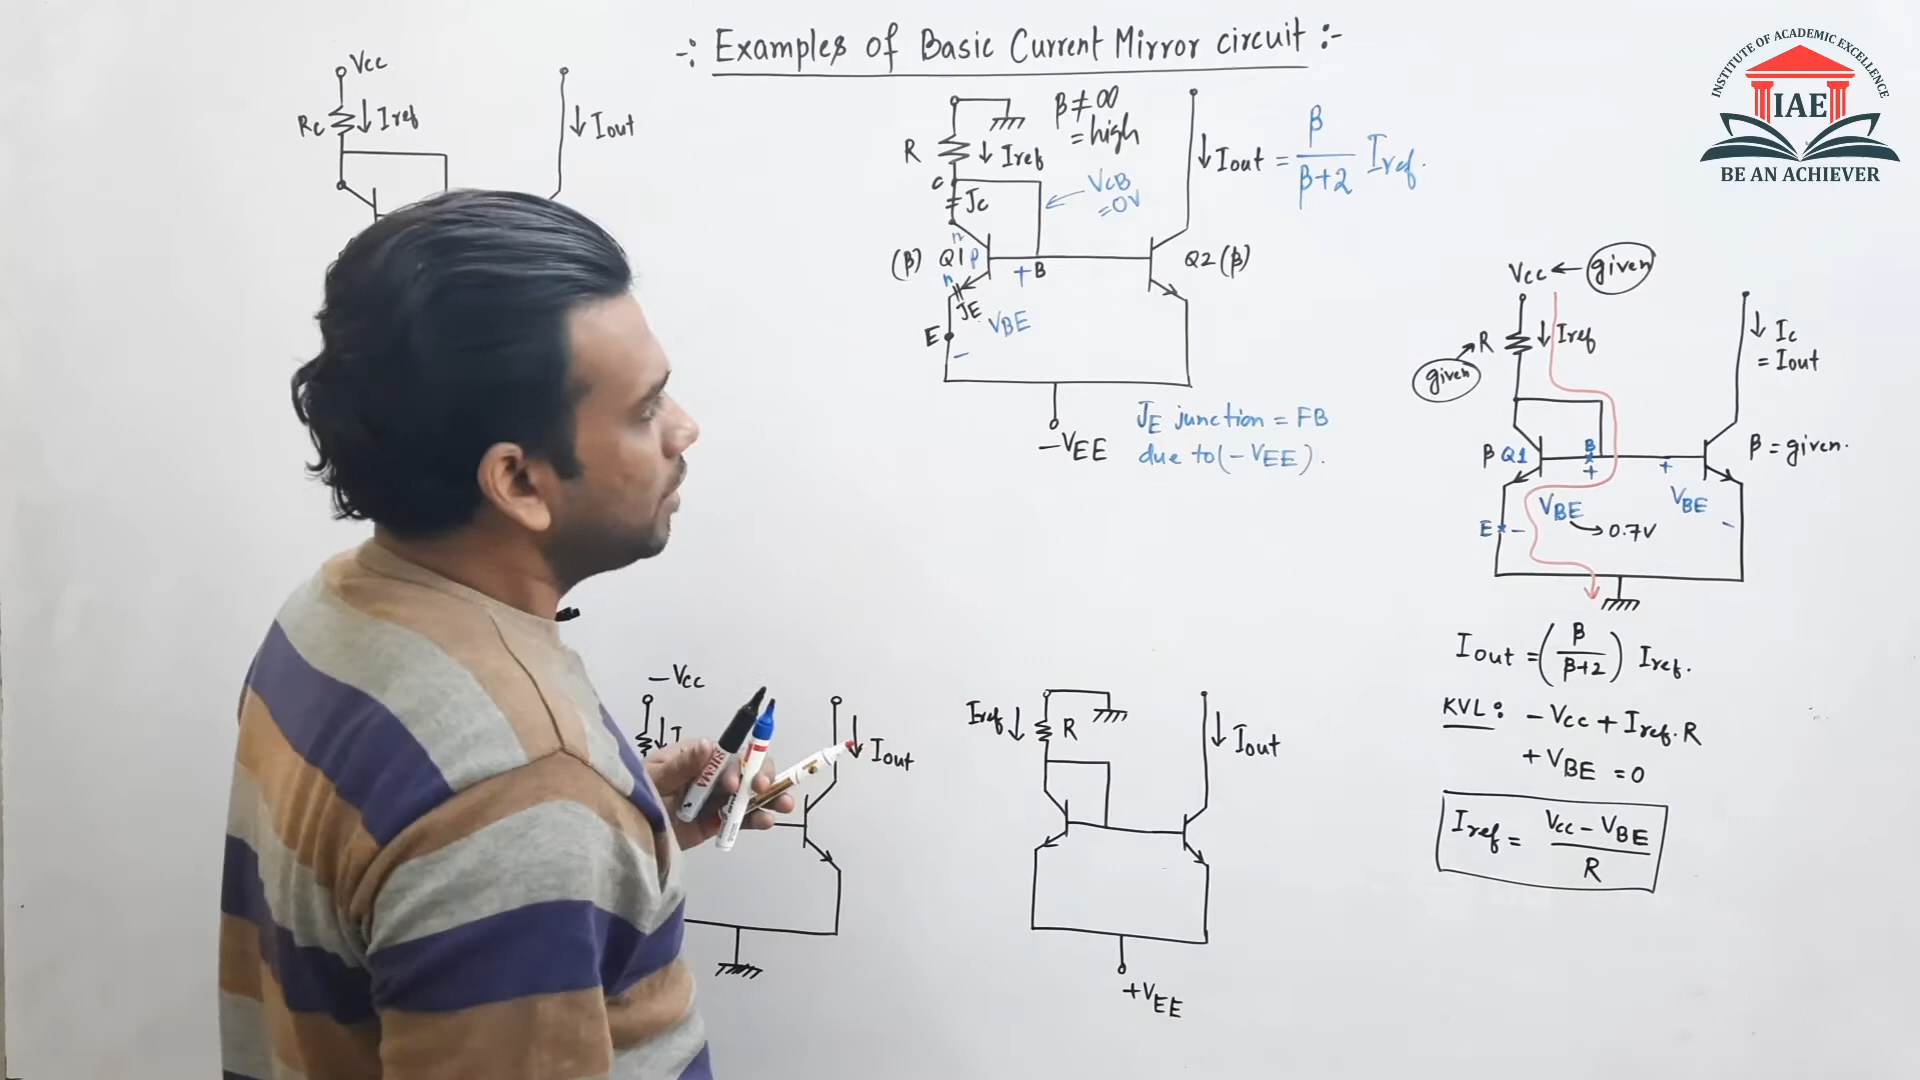 -: Examples of Basic Current Mirror circuit :-
INSTITUTE OF ACADEMIC EXCELLENCE
IAE
BE AN ACHIEVER
Vcc
Rc ↓ Iref
↓ Iout
β ≠ ∞
= high
R ↓ Iref
↓ Iout = β/(β+2) Iref.
C
Jc
VCB
= 0V
n
(β) Q1 p
n
+ B
Q2 (β)
JE
VBE
E
-
-VEE
JE junction = FB
due to (-VEE).
Vcc ← given
R ↓ Iref
given
↓ Ic
= Iout
β Q1
B
+
+
β = given.
VBE
→ 0.7V
VBE
E -
-
Iout = (β/(β+2)) Iref.
KVL: - Vcc + Iref. R
+ VBE = 0
Iref = (Vcc - VBE)/R
-Vcc
↓ Iout
SIGMA
Iref ↓ R
↓ Iout
+VEE